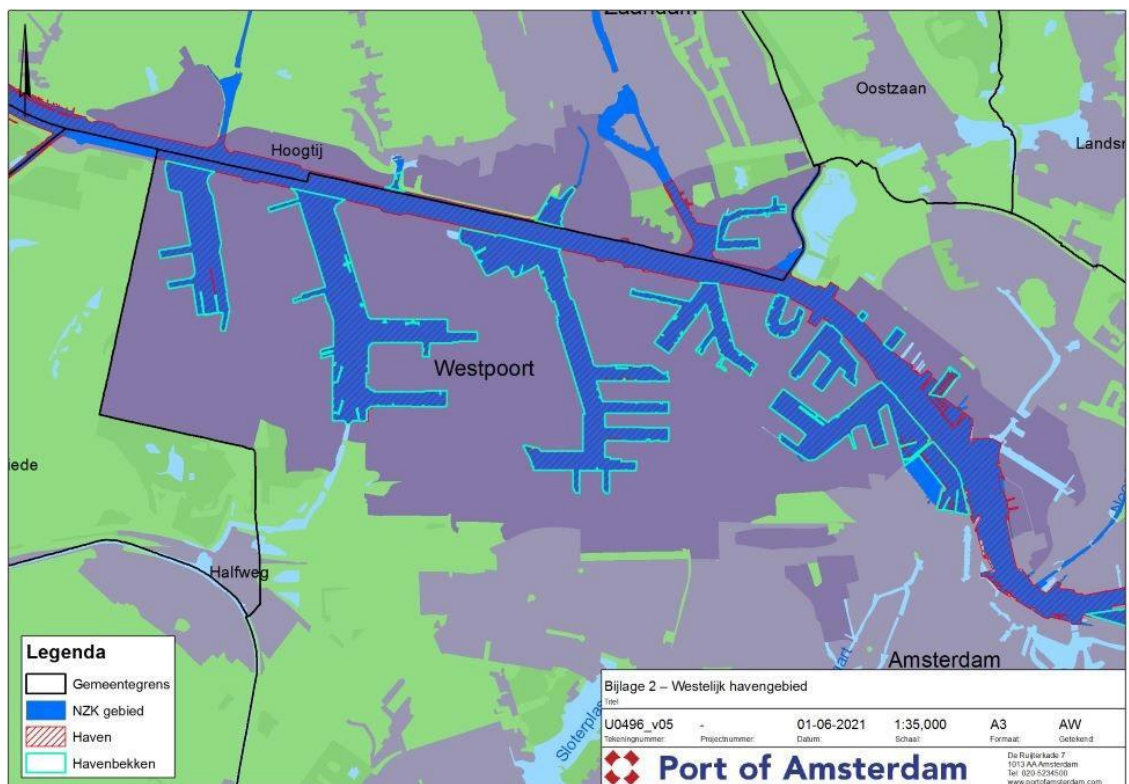 Zaandam
Oostzaan
Hoogtij
Westpoort
Halfweg
Amsterdam
Legenda
Gemeentegrens
NZK gebied
Haven
Havenbekken
Bijlage 2 – Westelijk havengebied
Titel
U0496_v05 - 01-06-2021 1:35,000 A3 AW
Tekeningnummer: Projectnummer: Datum: Schaal: Formaat: Getekend
Port of Amsterdam
De Ruijterkade 7
1013 AA Amsterdam
Tel: 020-5234500
www.portofamsterdam.com